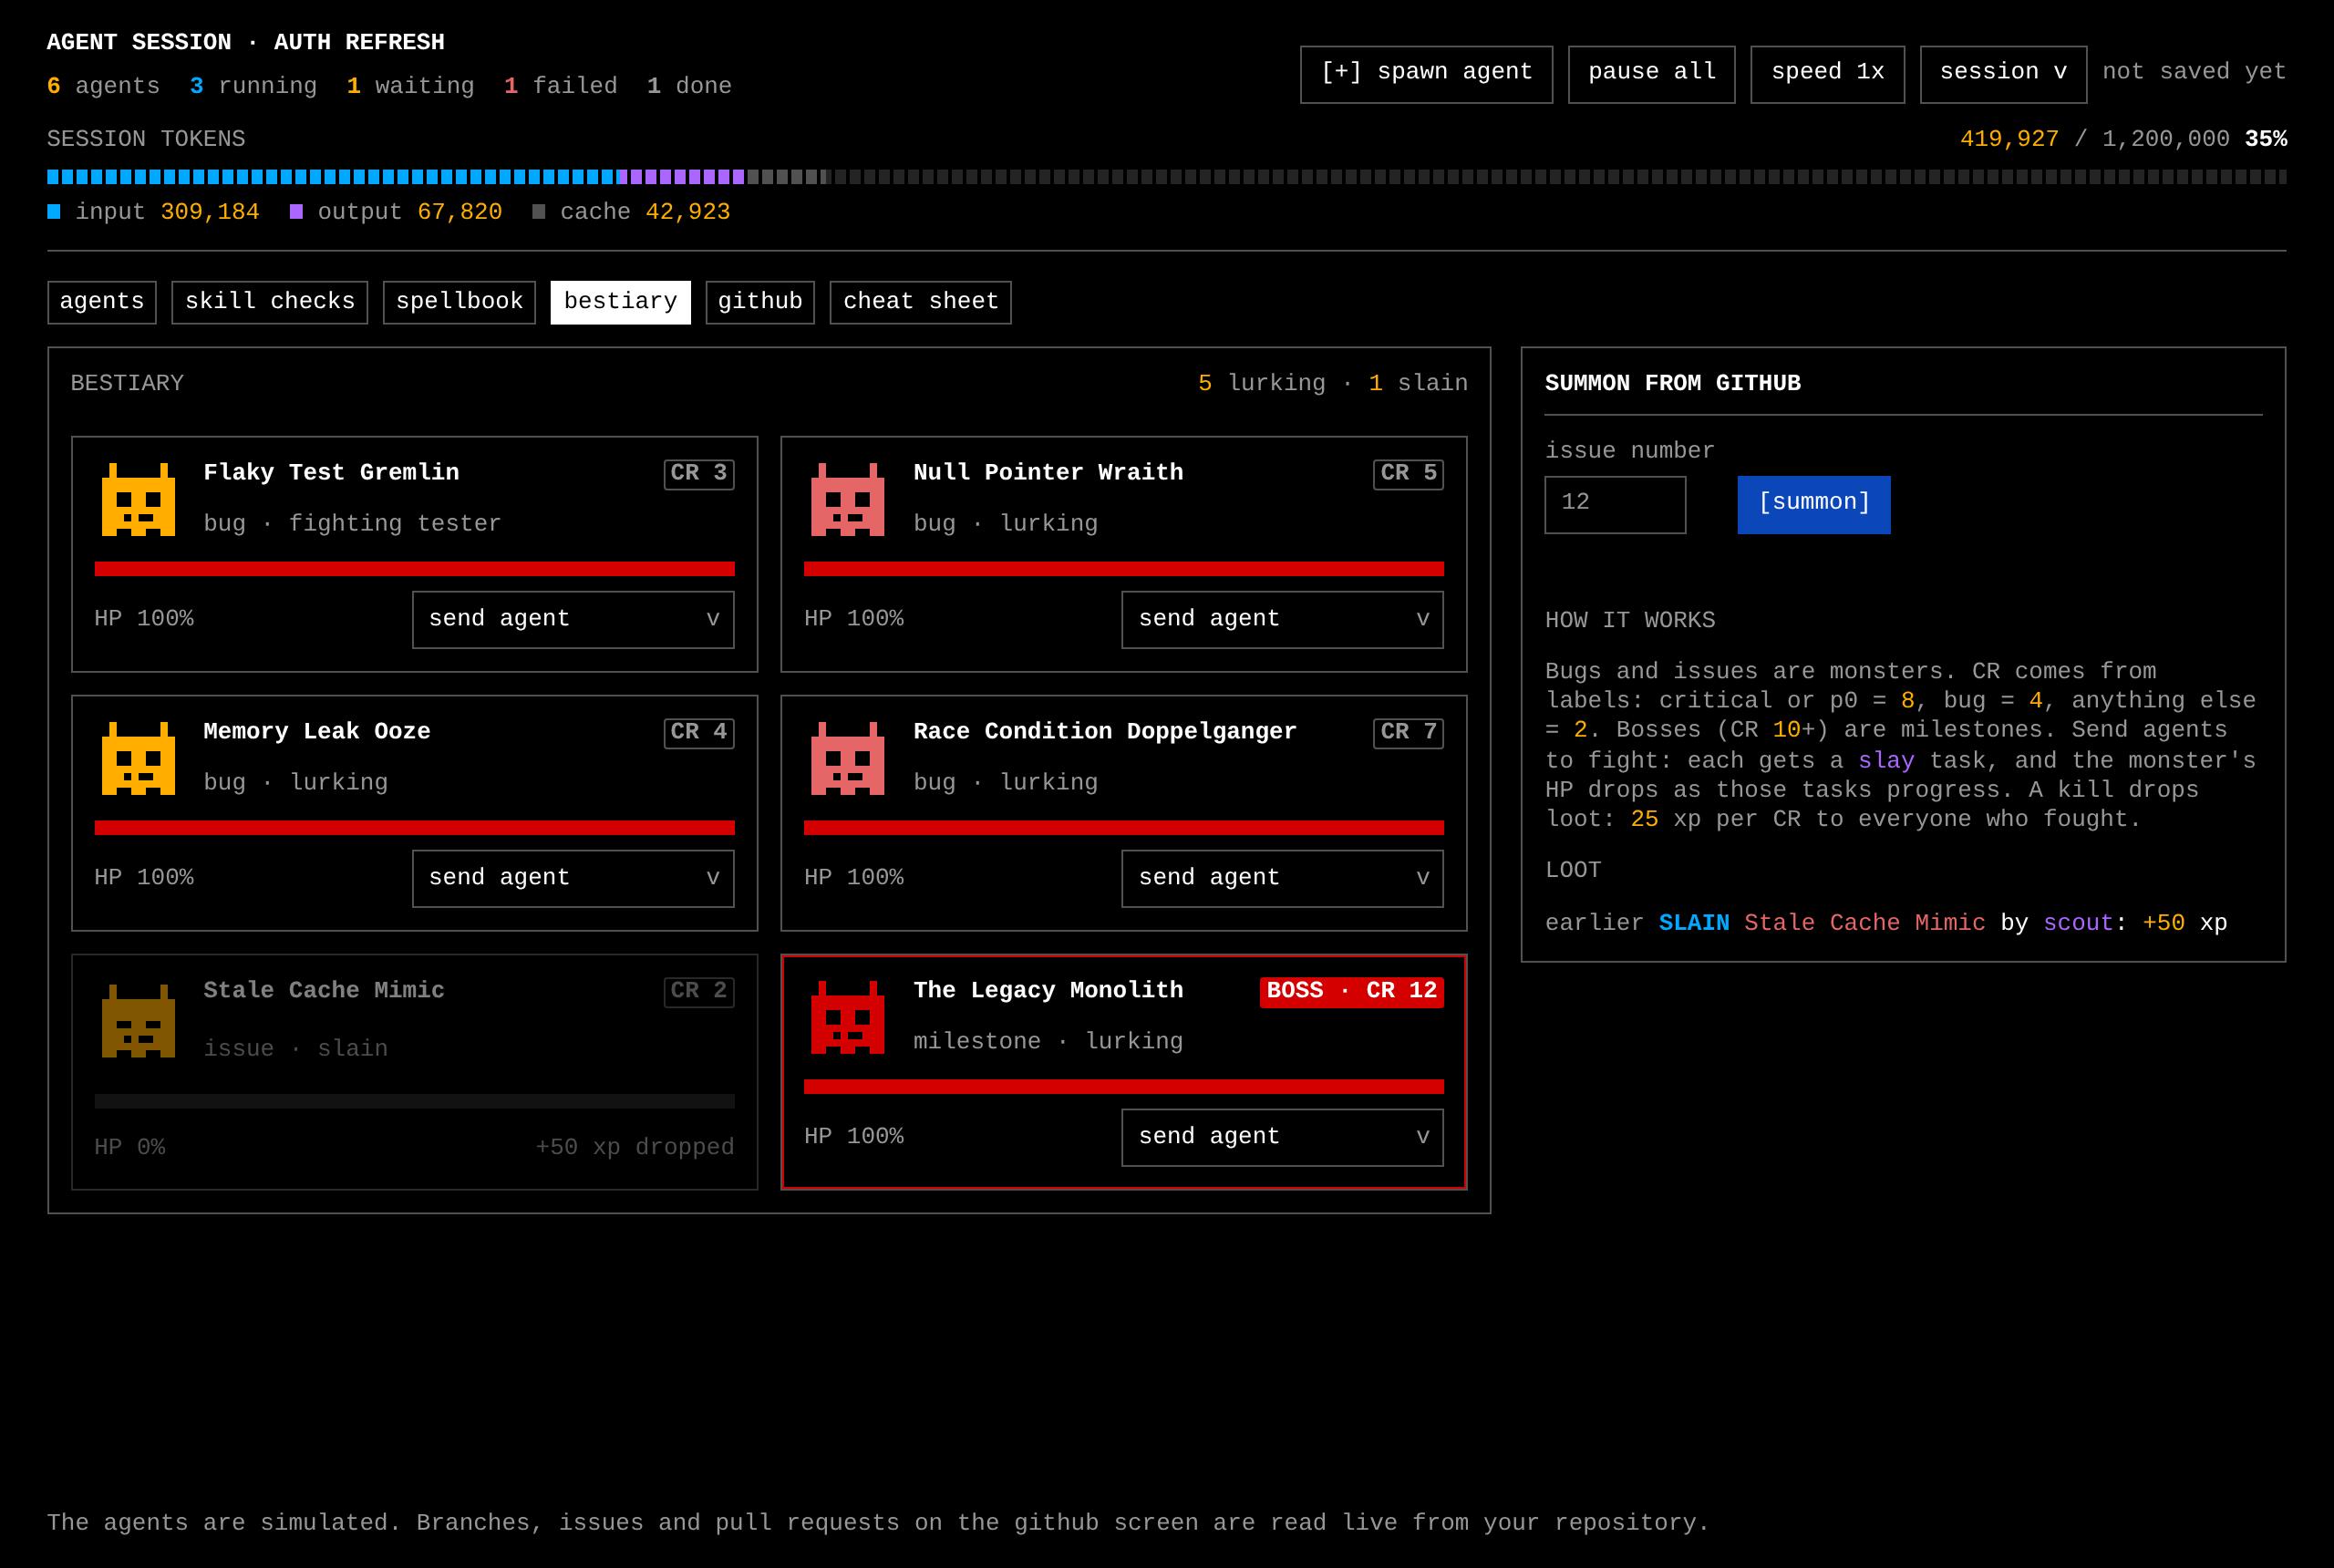 AGENT SESSION · AUTH REFRESH
6 agents 3 running 1 waiting 1 failed 1 done
[+] spawn agent pause all speed 1x session v not saved yet
SESSION TOKENS 419,927 / 1,200,000 35%
input 309,184 output 67,820 cache 42,923
agents skill checks spellbook bestiary github cheat sheet
BESTIARY 5 lurking · 1 slain
Flaky Test Gremlin CR 3
bug · fighting tester
HP 100% send agent v
Null Pointer Wraith CR 5
bug · lurking
HP 100% send agent v
Memory Leak Ooze CR 4
bug · lurking
HP 100% send agent v
Race Condition Doppelganger CR 7
bug · lurking
HP 100% send agent v
Stale Cache Mimic CR 2
issue · slain
HP 0% +50 xp dropped
The Legacy Monolith BOSS · CR 12
milestone · lurking
HP 100% send agent v
SUMMON FROM GITHUB
issue number
12 [summon]
HOW IT WORKS
Bugs and issues are monsters. CR comes from
labels: critical or p0 = 8, bug = 4, anything else
= 2. Bosses (CR 10+) are milestones. Send agents
to fight: each gets a slay task, and the monster's
HP drops as those tasks progress. A kill drops
loot: 25 xp per CR to everyone who fought.
LOOT
earlier SLAIN Stale Cache Mimic by scout: +50 xp
The agents are simulated. Branches, issues and pull requests on the github screen are read live from your repository.